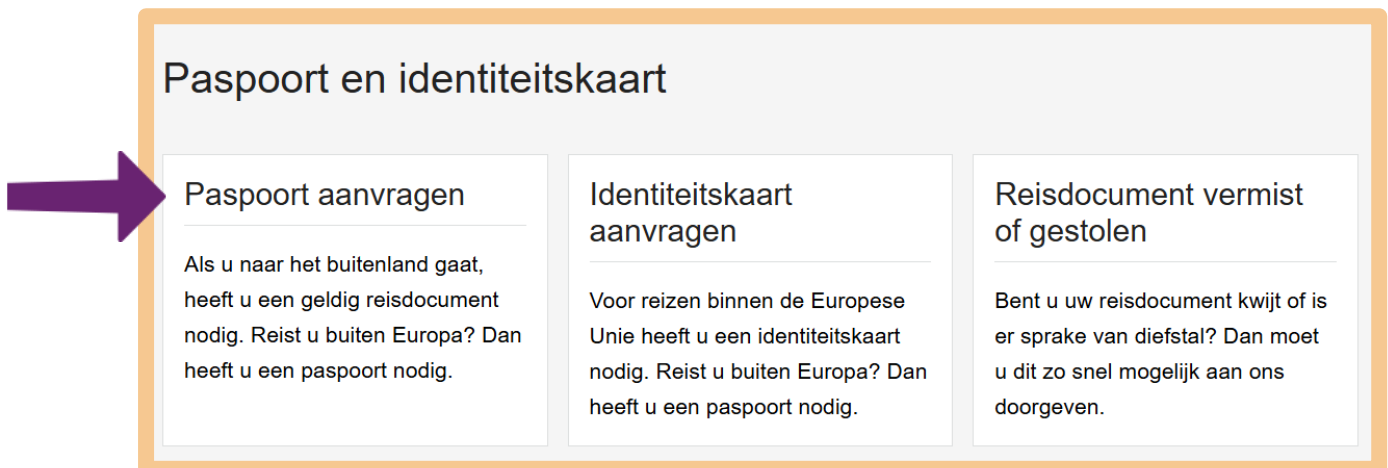 Paspoort en identiteitskaart
Paspoort aanvragen
Als u naar het buitenland gaat,
heeft u een geldig reisdocument
nodig. Reist u buiten Europa? Dan
heeft u een paspoort nodig.
Identiteitskaart
aanvragen
Voor reizen binnen de Europese
Unie heeft u een identiteitskaart
nodig. Reist u buiten Europa? Dan
heeft u een paspoort nodig.
Reisdocument vermist
of gestolen
Bent u uw reisdocument kwijt of is
er sprake van diefstal? Dan moet
u dit zo snel mogelijk aan ons
doorgeven.